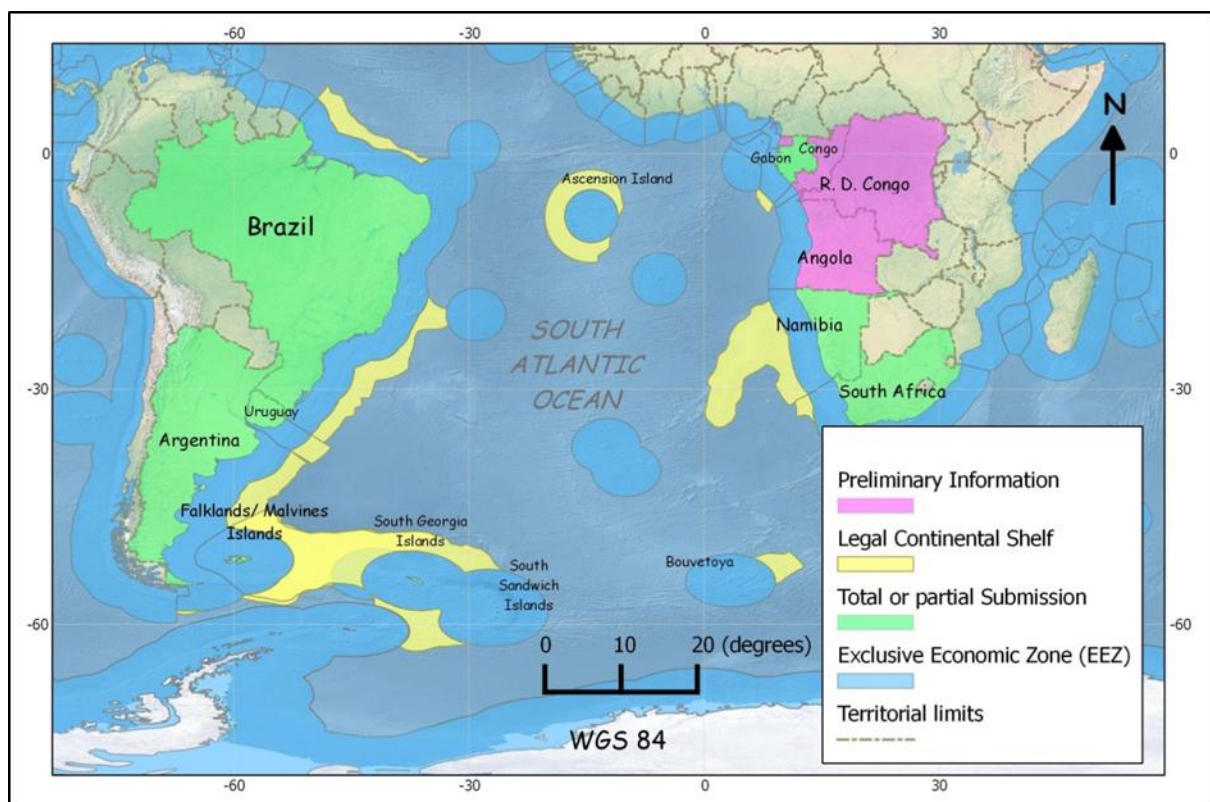 -60
-30
0
30
N
0
0
Ascension Island
Gabon
Congo
R. D. Congo
Brazil
Angola
SOUTH
ATLANTIC
OCEAN
Namibia
-30
-30
South Africa
Uruguay
Argentina
Falklands/ Malvines
Islands
South Georgia
Islands
South
Sandwich
Islands
Bouvetoya
Preliminary Information
Legal Continental Shelf
Total or partial Submission
Exclusive Economic Zone (EEZ)
Territorial limits
-60
-60
0 10 20 (degrees)
WGS 84
-60
-30
0
30